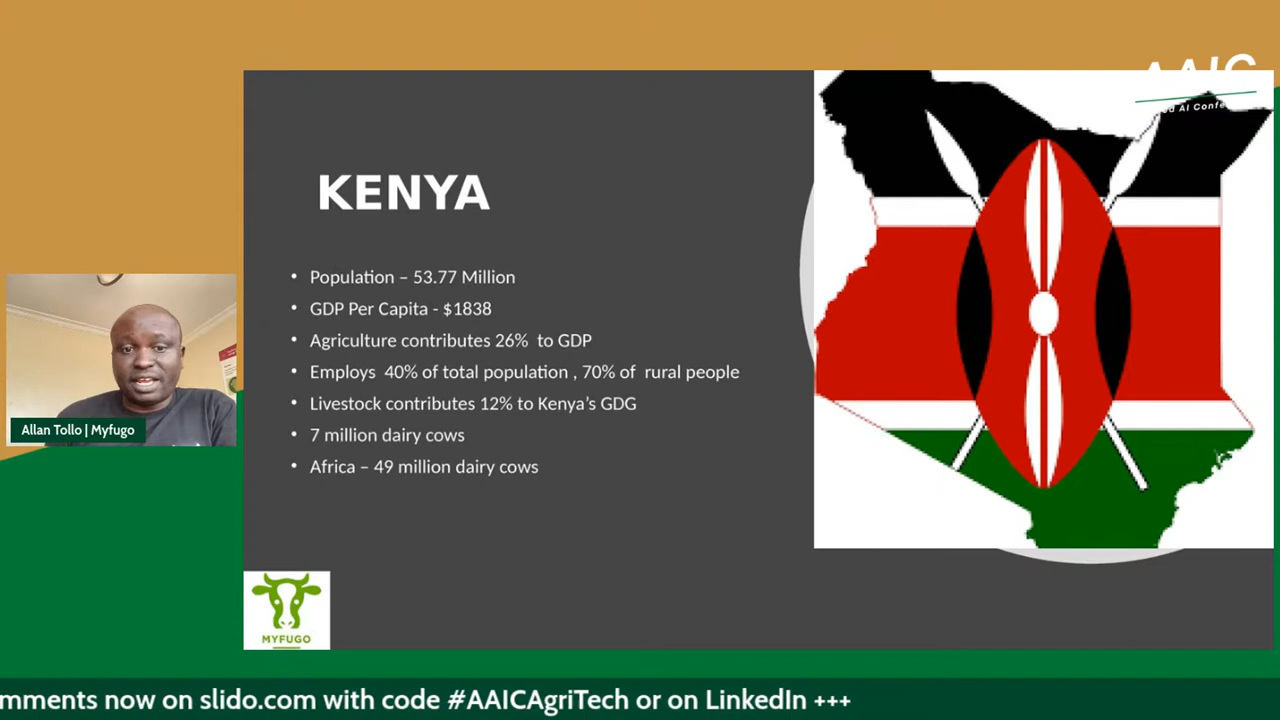 AAIC
KENYA
• Population – 53.77 Million
• GDP Per Capita - $1838
• Agriculture contributes 26%  to GDP
• Employs  40% of total population , 70% of  rural people
• Livestock contributes 12% to Kenya’s GDG
• 7 million dairy cows
• Africa – 49 million dairy cows
Allan Tollo | Myfugo
MYFUGO
mments now on slido.com with code #AAICAgriTech or on LinkedIn +++